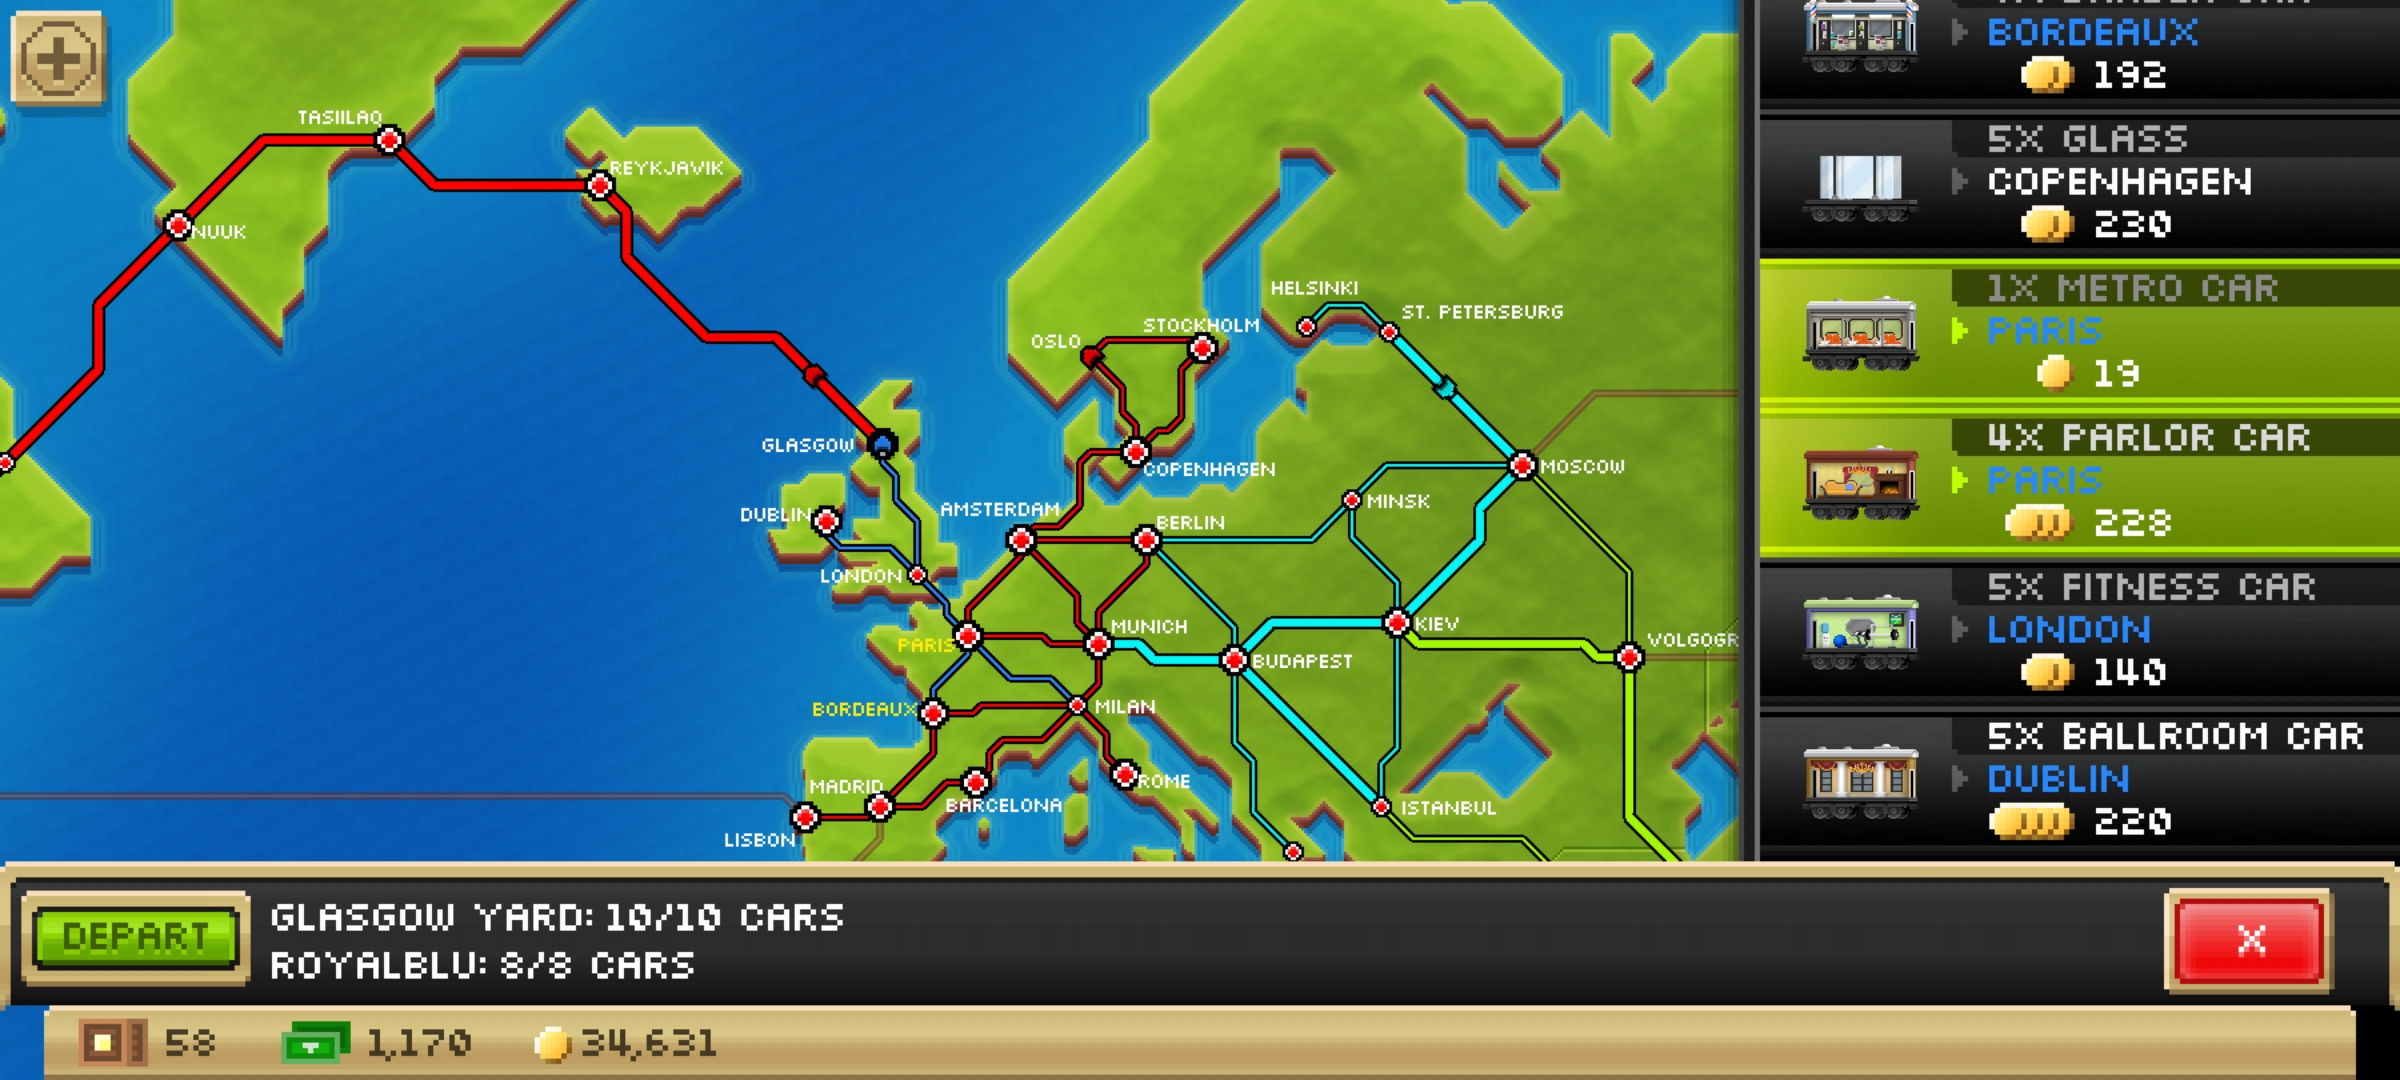 TASIILAQ
REYKJAVIK
NUUK
HELSINKI
ST. PETERSBURG
STOCKHOLM
OSLO
GLASGOW
COPENHAGEN
MOSCOW
MINSK
DUBLIN
AMSTERDAM
BERLIN
LONDON
MUNICH
KIEV
PARIS
VOLGOGR
BUDAPEST
BORDEAUX
MILAN
MADRID
ROME
BARCELONA
ISTANBUL
LISBON
BORDEAUX
192
5X GLASS
COPENHAGEN
230
1X METRO CAR
PARIS
19
4X PARLOR CAR
PARIS
228
5X FITNESS CAR
LONDON
140
5X BALLROOM CAR
DUBLIN
220
DEPART
GLASGOW YARD: 10/10 CARS
ROYALBLU: 8/8 CARS
X
58
1,170
34,631